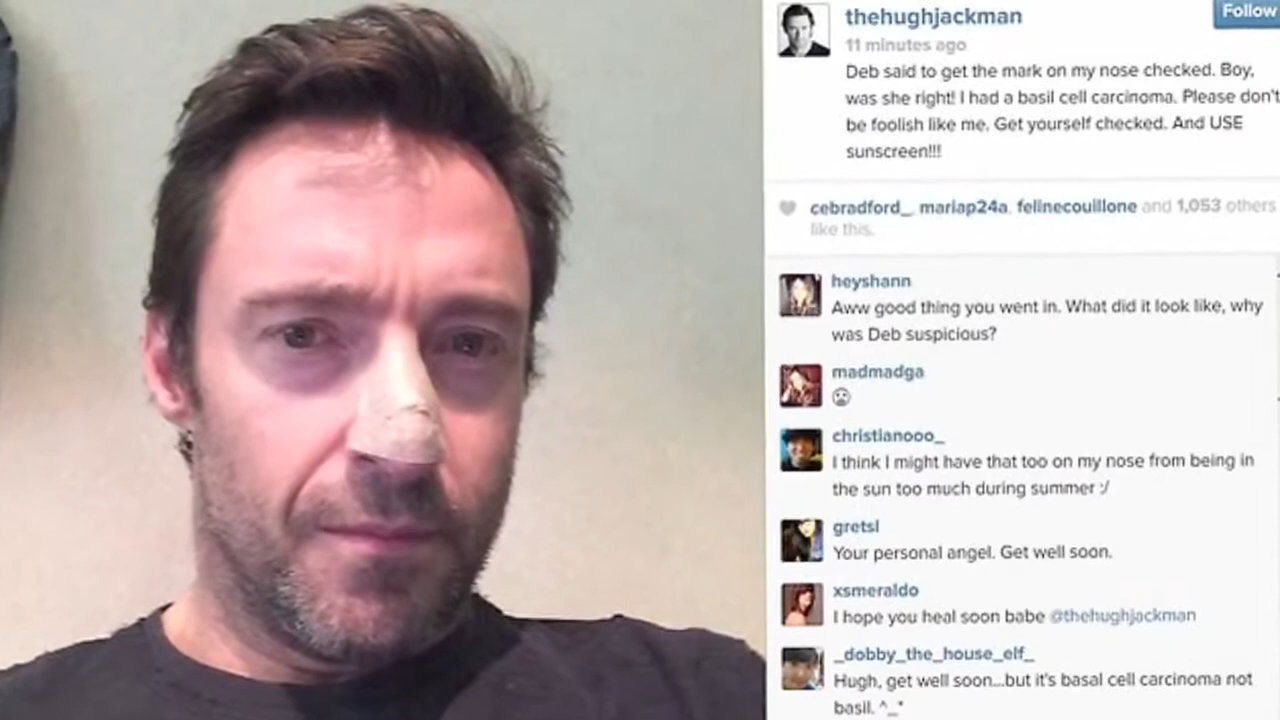 thehughjackman
Follow
11 minutes ago
Deb said to get the mark on my nose checked. Boy,
was she right! I had a basil cell carcinoma. Please don't
be foolish like me. Get yourself checked. And USE
sunscreen!!!
cebradford_, mariap24a, felinecouillone and 1,053 others
like this.
heyshann
Aww good thing you went in. What did it look like, why
was Deb suspicious?
madmadga
😦
christianooo_
I think I might have that too on my nose from being in
the sun too much during summer :/
gretsl
Your personal angel. Get well soon.
xsmeraldo
I hope you heal soon babe @thehughjackman
_dobby_the_house_elf_
Hugh, get well soon...but it's basal cell carcinoma not
basil. ^_*